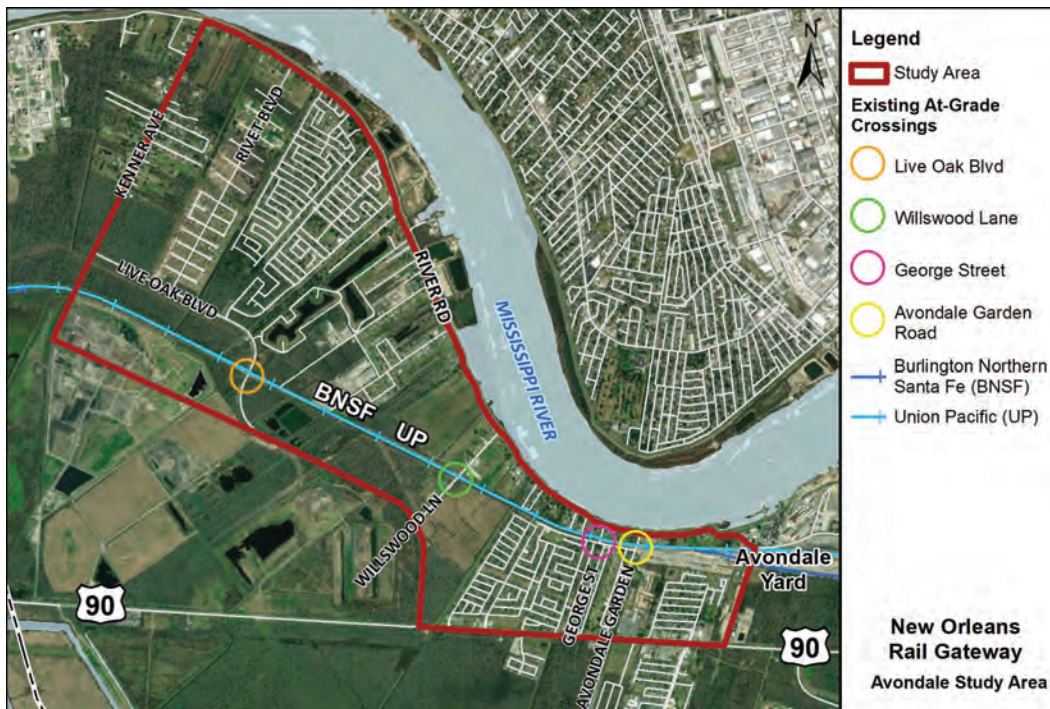 KENNER AVE
RIVET BLVD
LIVE OAK BLVD
RIVER RD
MISSISSIPPI RIVER
BNSF
UP
WILLSWOOD LN
GEORGE ST
AVONDALE GARDEN
Avondale
Yard
90
90
N
Legend
Study Area
Existing At-Grade
Crossings
Live Oak Blvd
Willswood Lane
George Street
Avondale Garden
Road
Burlington Northern
Santa Fe (BNSF)
Union Pacific (UP)
New Orleans
Rail Gateway
Avondale Study Area